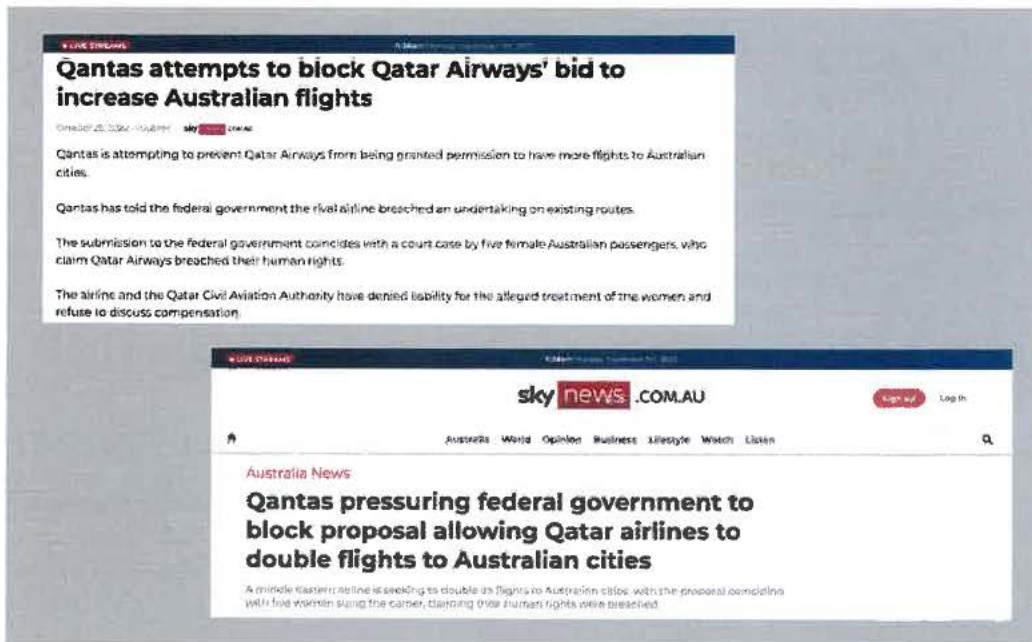 LIVE STREAMS
Qantas attempts to block Qatar Airways' bid to
increase Australian flights
sky news .COM.AU
Qantas is attempting to prevent Qatar Airways from being granted permission to have more flights to Australian
cities.
Qantas has told the federal government the rival airline breached an undertaking on existing routes.
The submission to the federal government coincides with a court case by five female Australian passengers, who
claim Qatar Airways breached their human rights.
The airline and the Qatar Civil Aviation Authority have denied liability for the alleged treatment of the women and
refuse to discuss compensation.
LIVE STREAMS
sky news .COM.AU
Sign up Log In
Australia World Opinion Business Lifestyle Watch Listen
Australia News
Qantas pressuring federal government to
block proposal allowing Qatar airlines to
double flights to Australian cities
A middle Eastern airline is seeking to double its flights to Australian cities, with the proposal coinciding
with five women suing the carrier, claiming their human rights were breached.